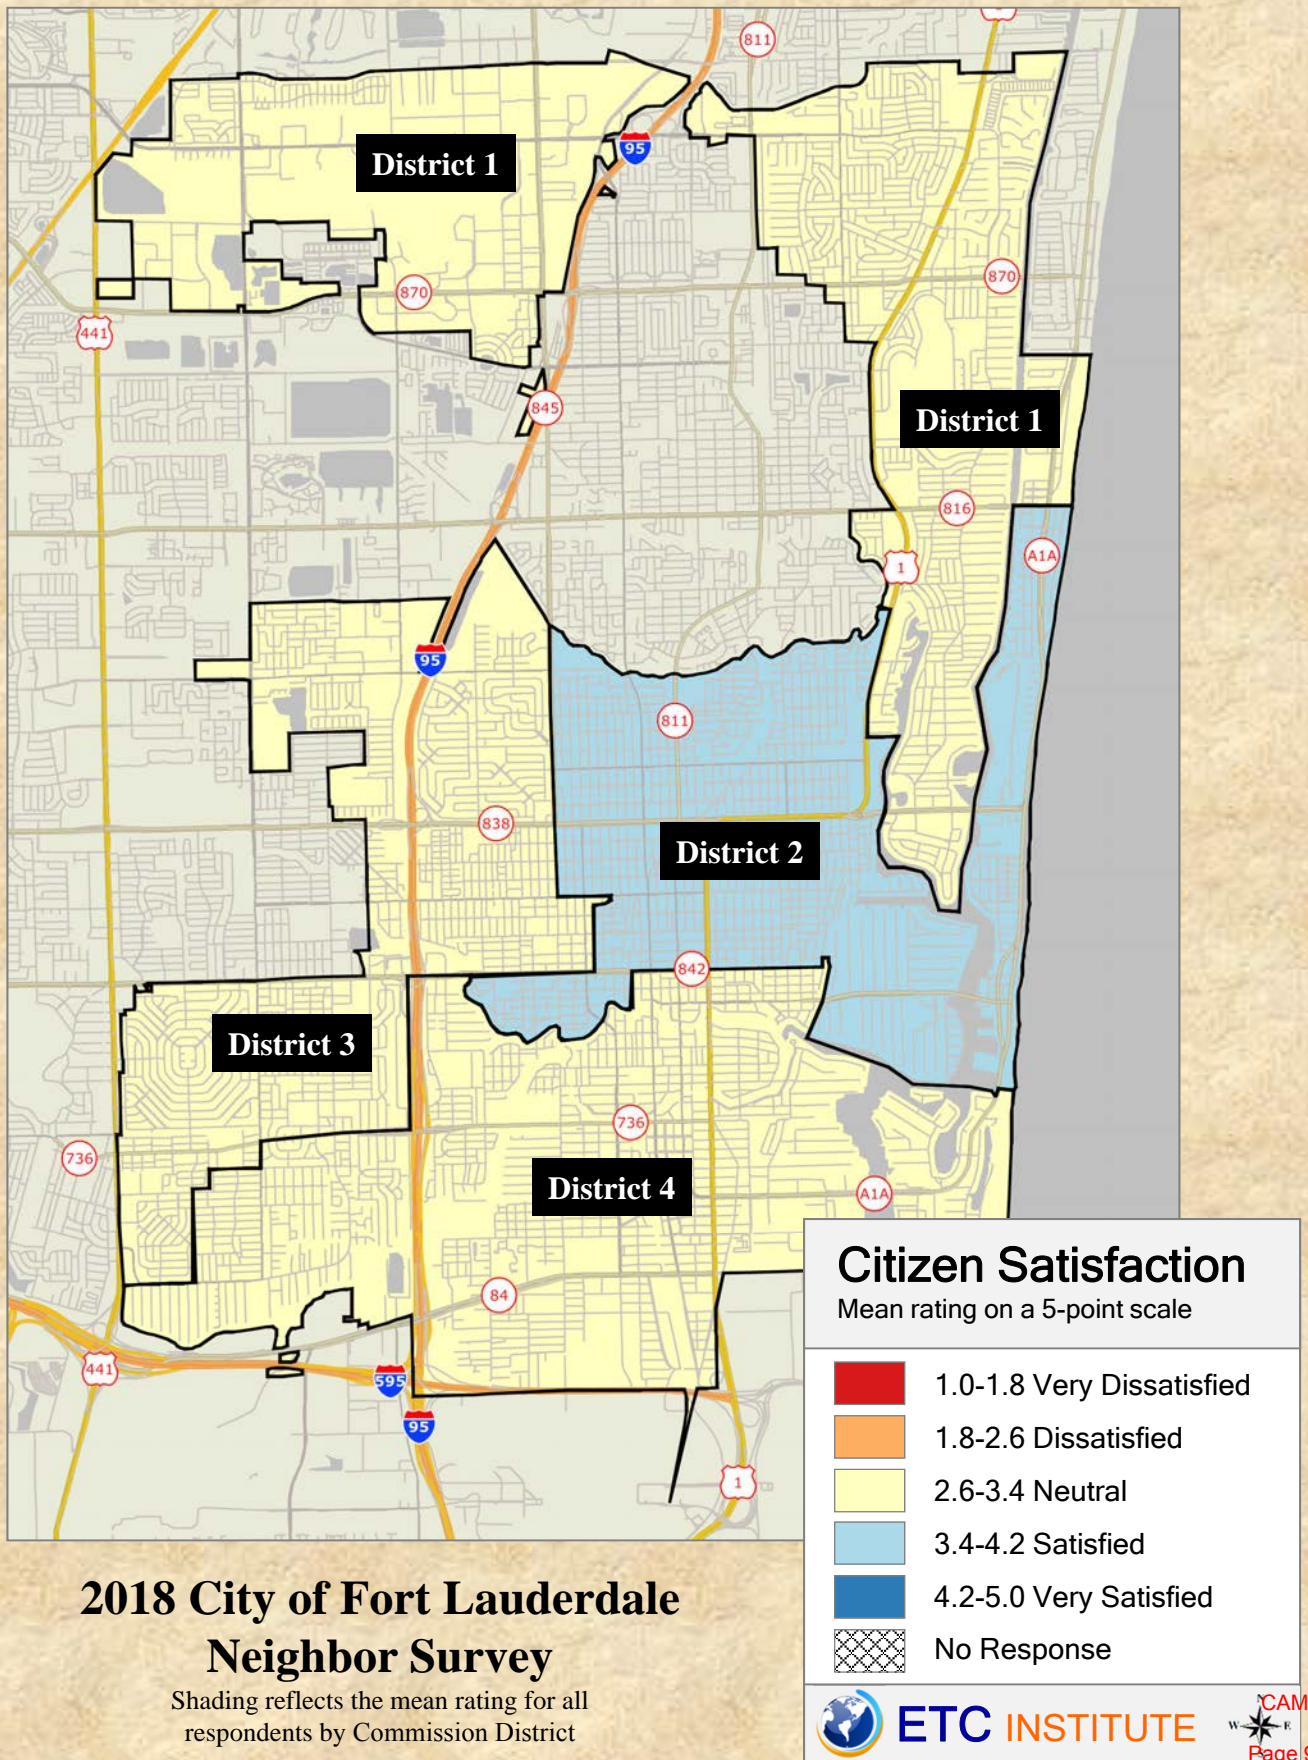 811
95
District 1
870
870
441
845
District 1
816
A1A
1
95
811
838
District 2
842
District 3
736
736
District 4
A1A
84
441
595
95
1
Citizen Satisfaction
Mean rating on a 5-point scale
1.0-1.8 Very Dissatisfied
1.8-2.6 Dissatisfied
2.6-3.4 Neutral
3.4-4.2 Satisfied
4.2-5.0 Very Satisfied
No Response
2018 City of Fort Lauderdale
Neighbor Survey
Shading reflects the mean rating for all
respondents by Commission District
ETC INSTITUTE
W E
CAM
Page 9